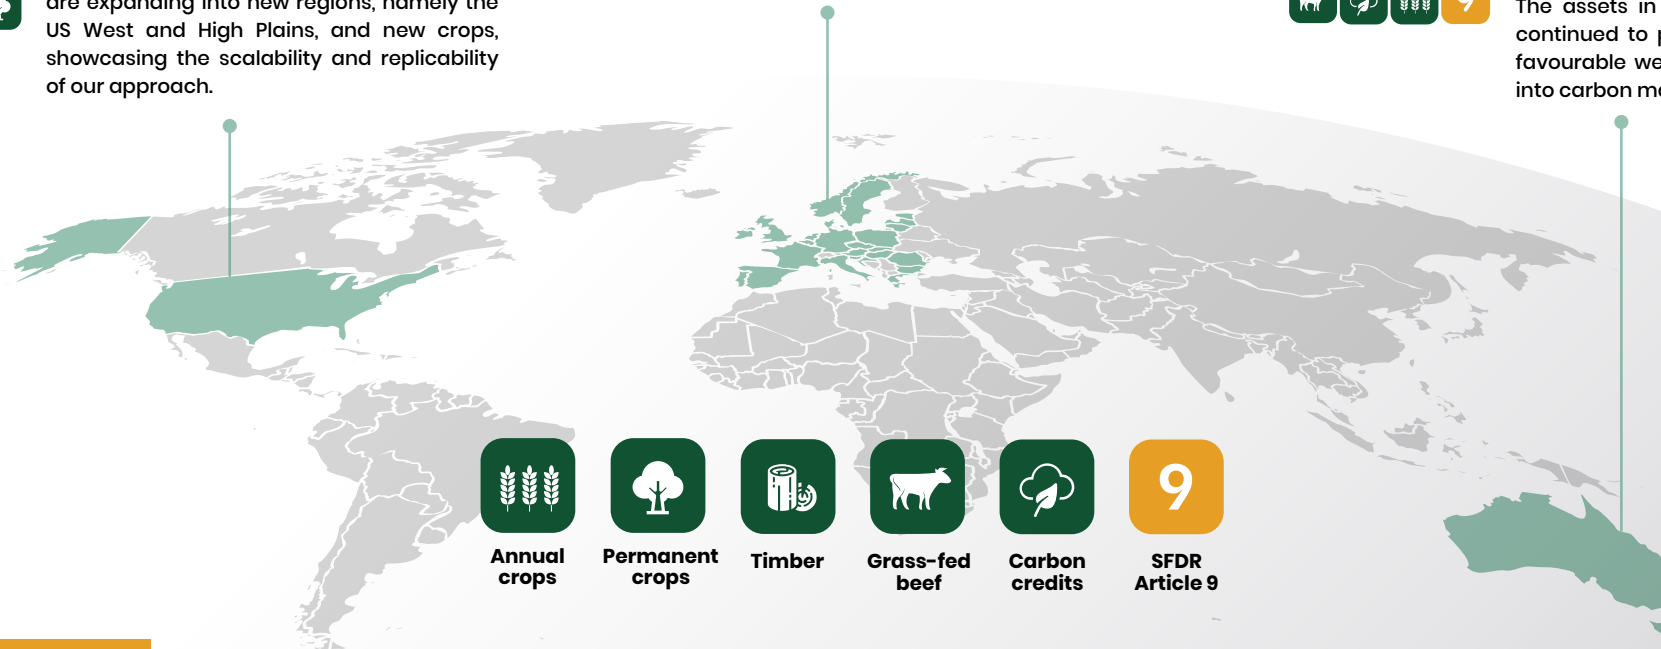 are expanding into new regions, namely the
US West and High Plains, and new crops,
showcasing the scalability and replicability
of our approach.
9
The assets in
continued to
favourable
into carbon
9
Annual
crops
Permanent
crops
Timber
Grass-fed
beef
Carbon
credits
SFDR
Article 9